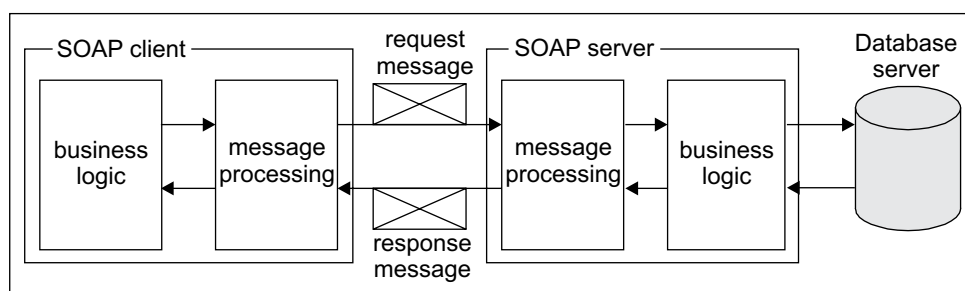 SOAP client
request
message
SOAP server
Database
server
business
logic
message
processing
message
processing
business
logic
response
message